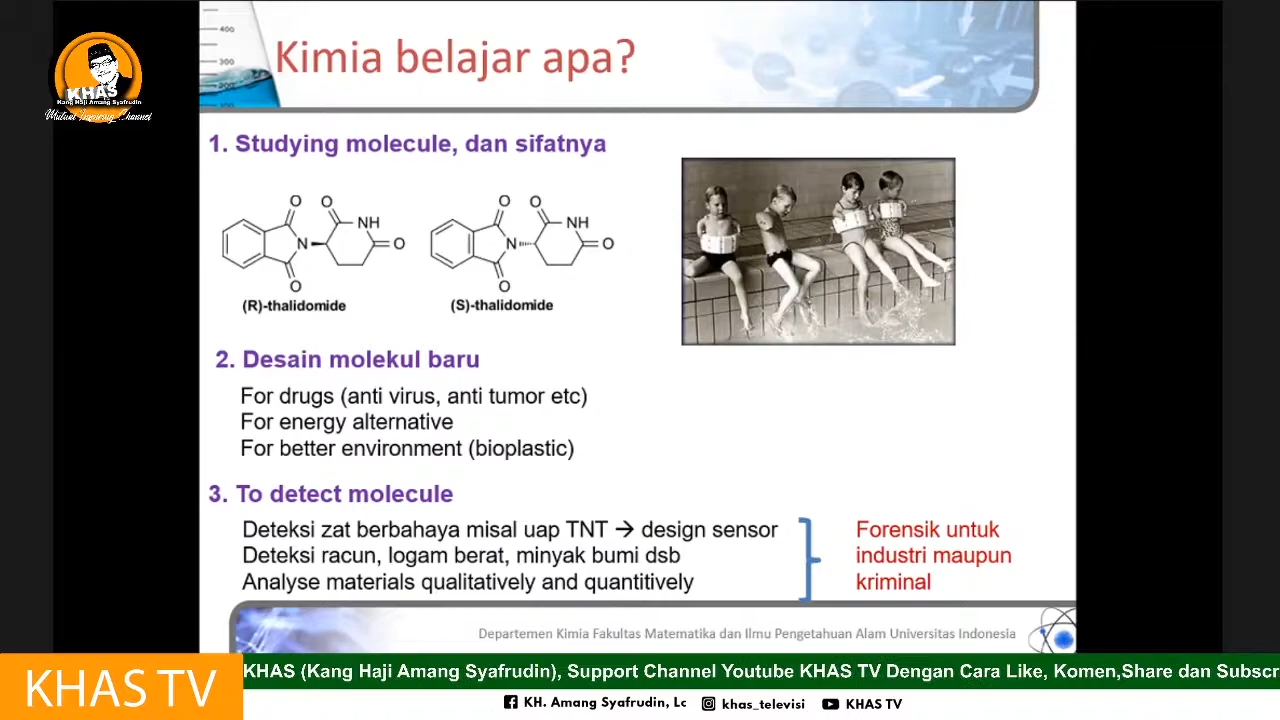 400
300
200
100
KHAS
Kang Haji Amang Syafrudin
Kimia belajar apa?
1. Studying molecule, dan sifatnya
O O NH N O O
(R)-thalidomide
O O NH N O O
(S)-thalidomide
2. Desain molekul baru
For drugs (anti virus, anti tumor etc)
For energy alternative
For better environment (bioplastic)
3. To detect molecule
Deteksi zat berbahaya misal uap TNT → design sensor
Deteksi racun, logam berat, minyak bumi dsb
Analyse materials qualitatively and quantitively
Forensik untuk
industri maupun
kriminal
Departemen Kimia Fakultas Matematika dan Ilmu Pengetahuan Alam Universitas Indonesia
KHAS TV
KHAS (Kang Haji Amang Syafrudin), Support Channel Youtube KHAS TV Dengan Cara Like, Komen,Share dan Subscr
KH. Amang Syafrudin, Lc khas_televisi KHAS TV